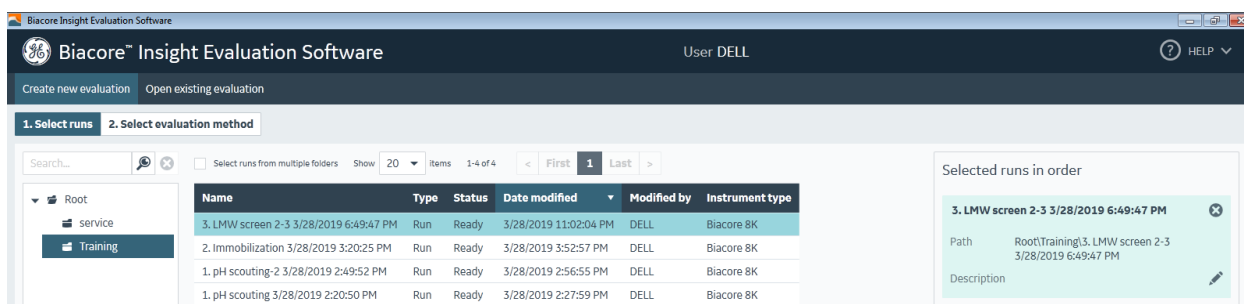 Biacore Insight Evaluation Software
Biacore™ Insight Evaluation Software User DELL ? HELP
Create new evaluation Open existing evaluation
1. Select runs 2. Select evaluation method
Search... Select runs from multiple folders Show 20 items 1-4 of 4 < First 1 Last > Selected runs in order
Root
service
Training
Name Type Status Date modified Modified by Instrument type
3. LMW screen 2-3 3/28/2019 6:49:47 PM Run Ready 3/28/2019 11:02:04 PM DELL Biacore 8K
2. Immobilization 3/28/2019 3:20:25 PM Run Ready 3/28/2019 3:52:57 PM DELL Biacore 8K
1. pH scouting-2 3/28/2019 2:49:52 PM Run Ready 3/28/2019 2:56:55 PM DELL Biacore 8K
1. pH scouting 3/28/2019 2:20:50 PM Run Ready 3/28/2019 2:27:59 PM DELL Biacore 8K
3. LMW screen 2-3 3/28/2019 6:49:47 PM
Path Root\Training\3. LMW screen 2-3
3/28/2019 6:49:47 PM
Description